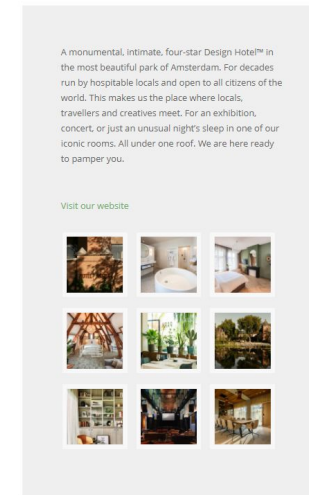 A monumental, intimate, four-star Design Hotel™ in
the most beautiful park of Amsterdam. For decades
run by hospitable locals and open to all citizens of the
world. This makes us the place where locals,
travellers and creatives meet. For an exhibition,
concert, or just an unusual night's sleep in one of our
iconic rooms. All under one roof. We are here ready
to pamper you.
Visit our website